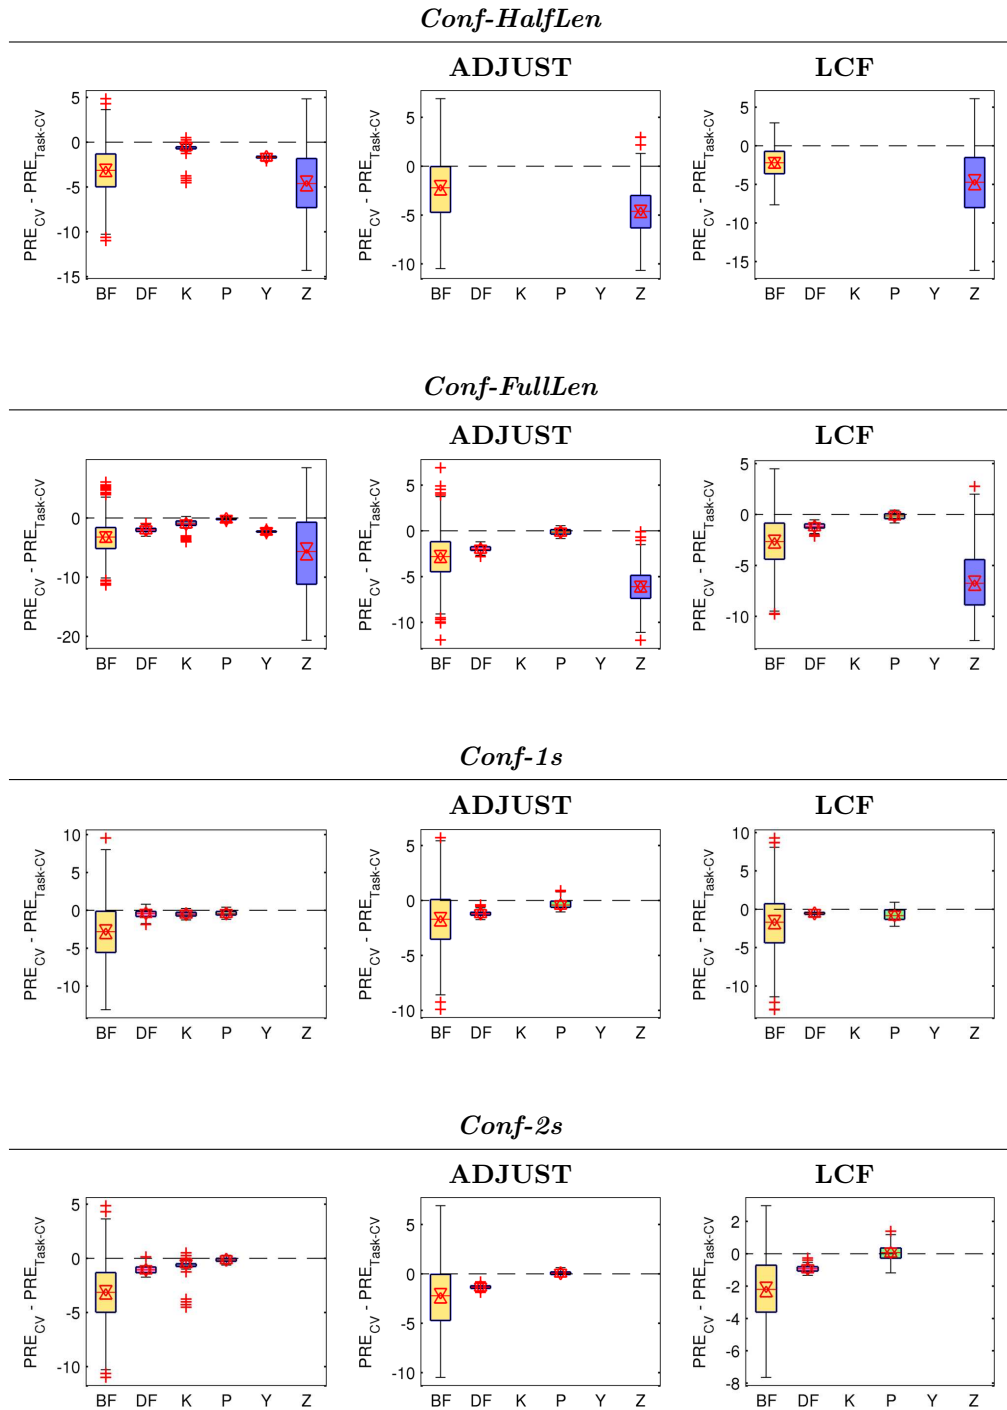 Conf-HalfLen
ADJUST LCF
5
0
-5
-10
-15
PRE_CV - PRE_Task-CV
BF DF K P Y Z
5
0
-5
-10
PRE_CV - PRE_Task-CV
BF DF K P Y Z
5
0
-5
-10
-15
PRE_CV - PRE_Task-CV
BF DF K P Y Z
Conf-FullLen
ADJUST LCF
0
-10
-20
PRE_CV - PRE_Task-CV
BF DF K P Y Z
5
0
-5
-10
PRE_CV - PRE_Task-CV
BF DF K P Y Z
5
0
-5
-10
PRE_CV - PRE_Task-CV
BF DF K P Y Z
Conf-1s
ADJUST LCF
10
5
0
-5
-10
PRE_CV - PRE_Task-CV
BF DF K P Y Z
5
0
-5
-10
PRE_CV - PRE_Task-CV
BF DF K P Y Z
10
5
0
-5
-10
PRE_CV - PRE_Task-CV
BF DF K P Y Z
Conf-2s
ADJUST LCF
5
0
-5
-10
PRE_CV - PRE_Task-CV
BF DF K P Y Z
5
0
-5
-10
PRE_CV - PRE_Task-CV
BF DF K P Y Z
2
0
-2
-4
-6
-8
PRE_CV - PRE_Task-CV
BF DF K P Y Z